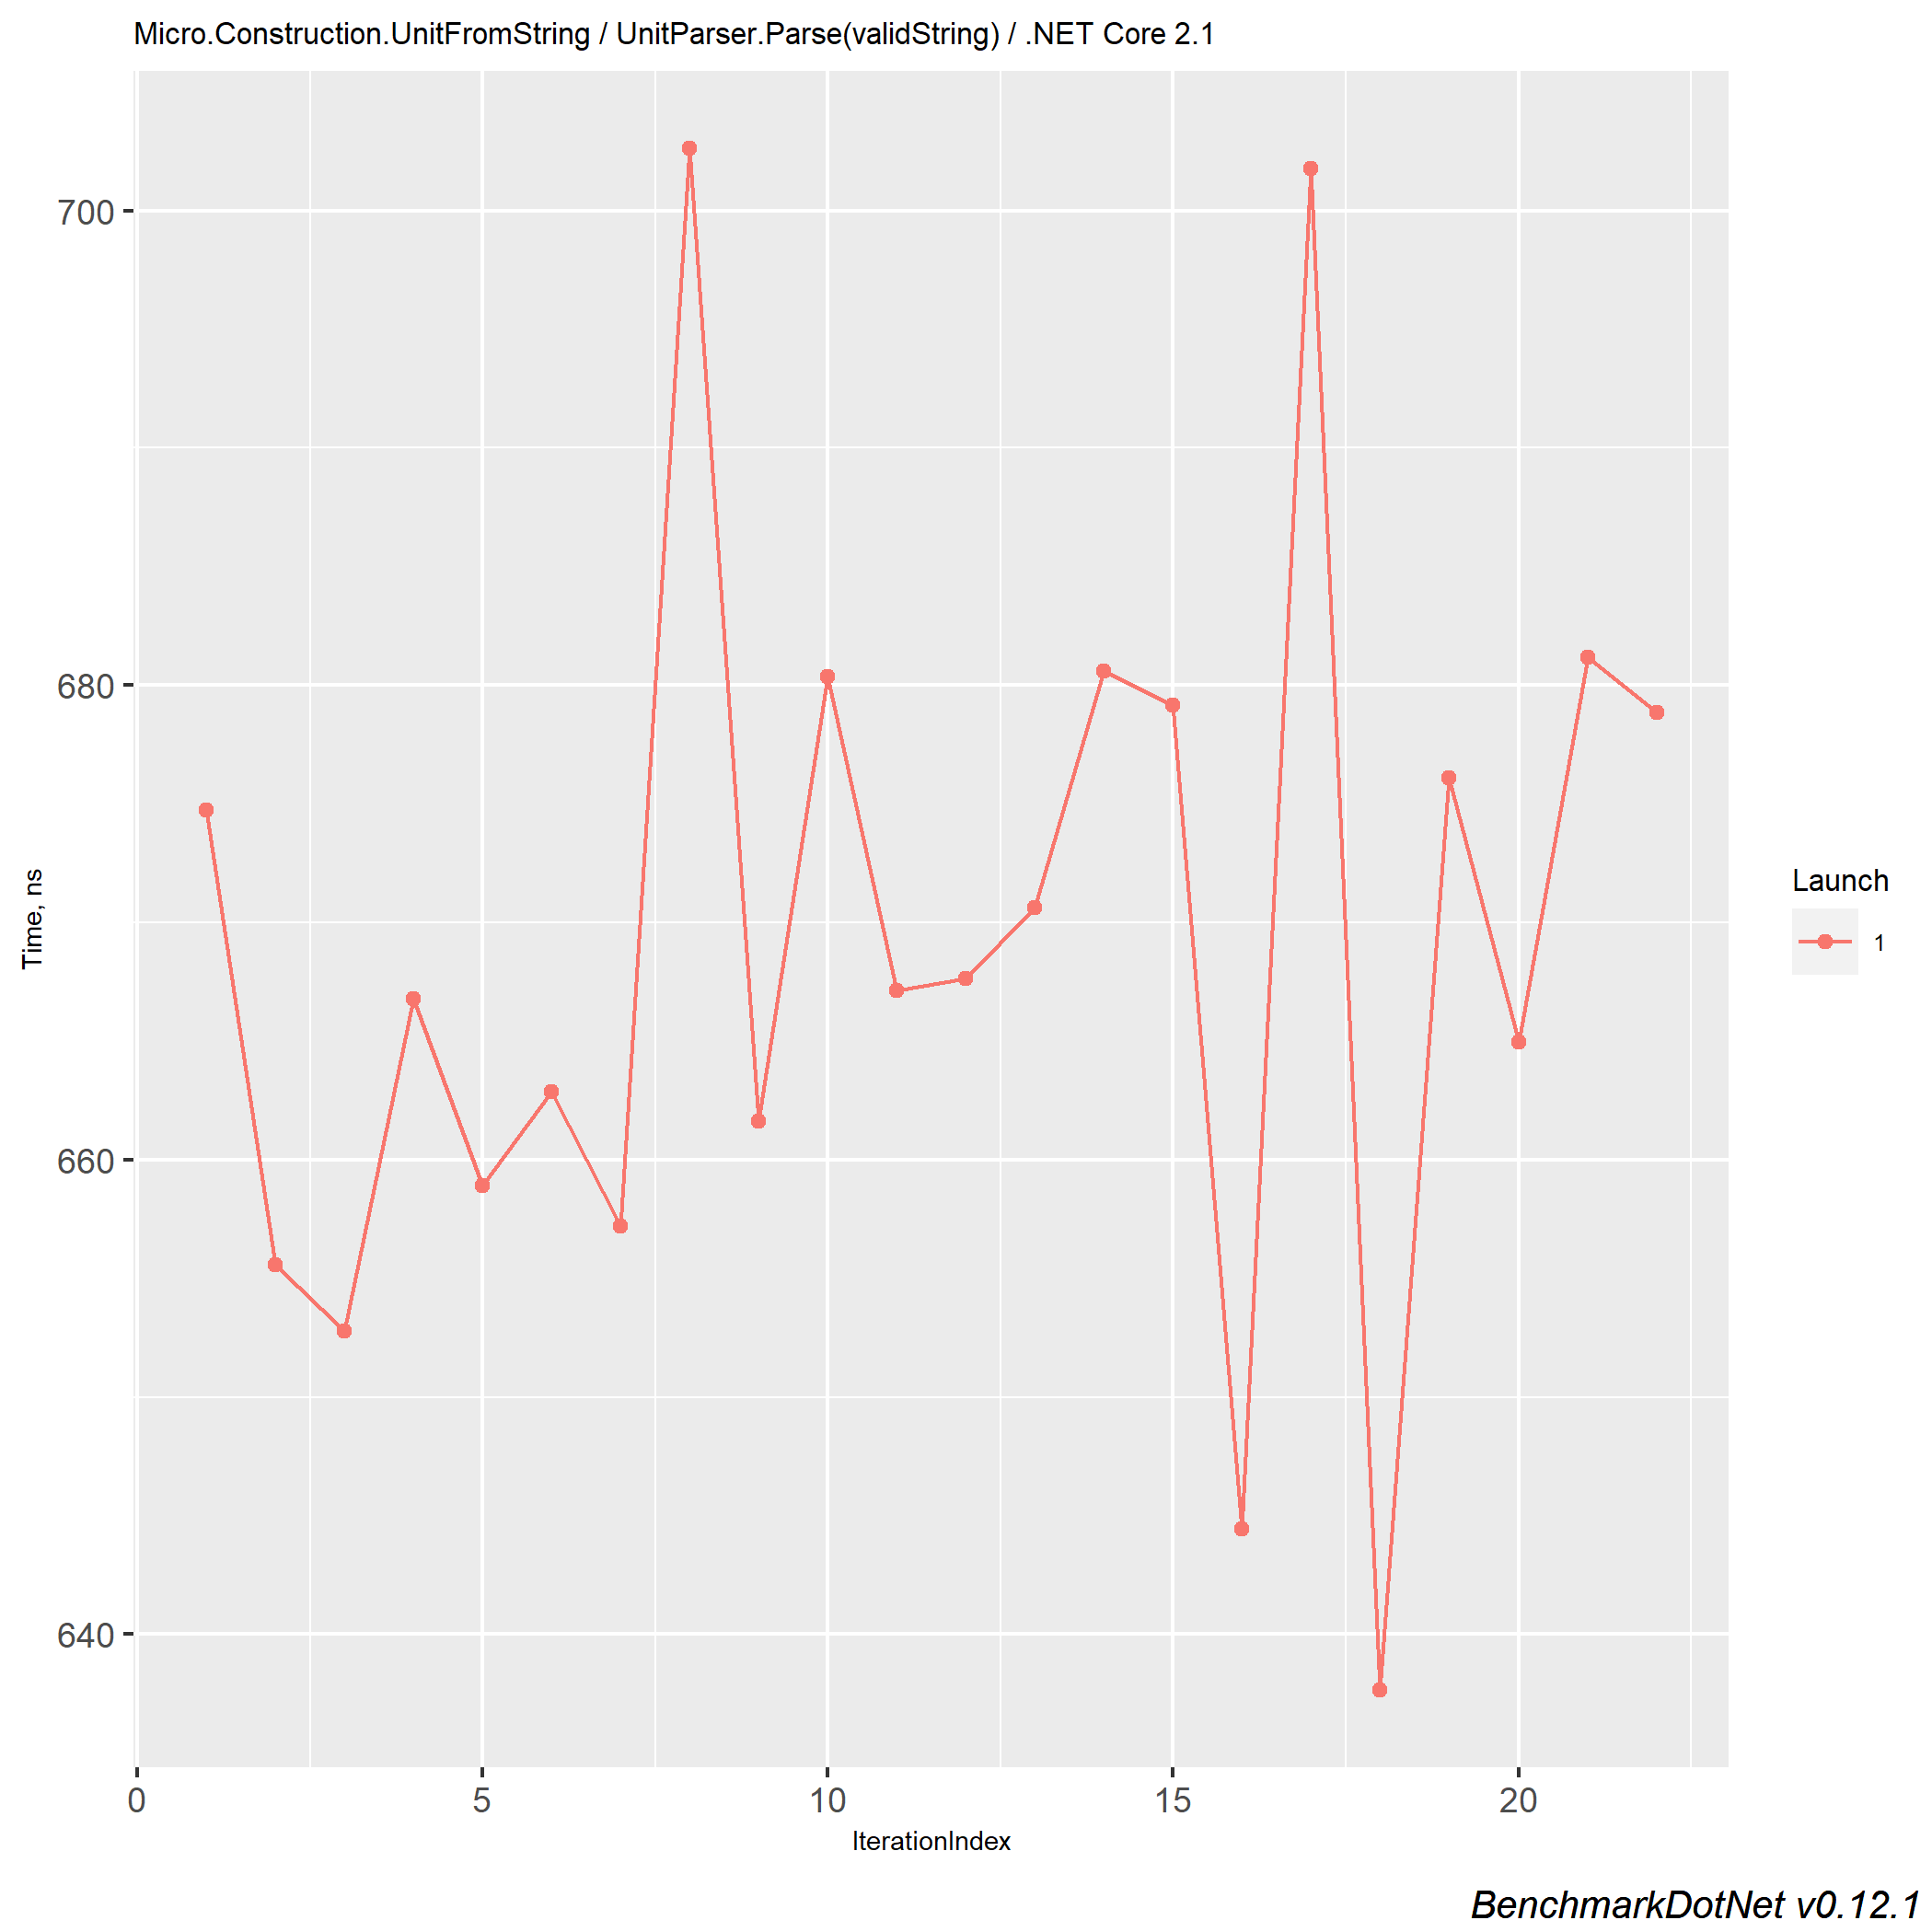 Micro.Construction.UnitFromString / UnitParser.Parse(validString) / .NET Core 2.1
700
680
660
640
Time, ns
0 5 10 15 20
IterationIndex
Launch
1
BenchmarkDotNet v0.12.1